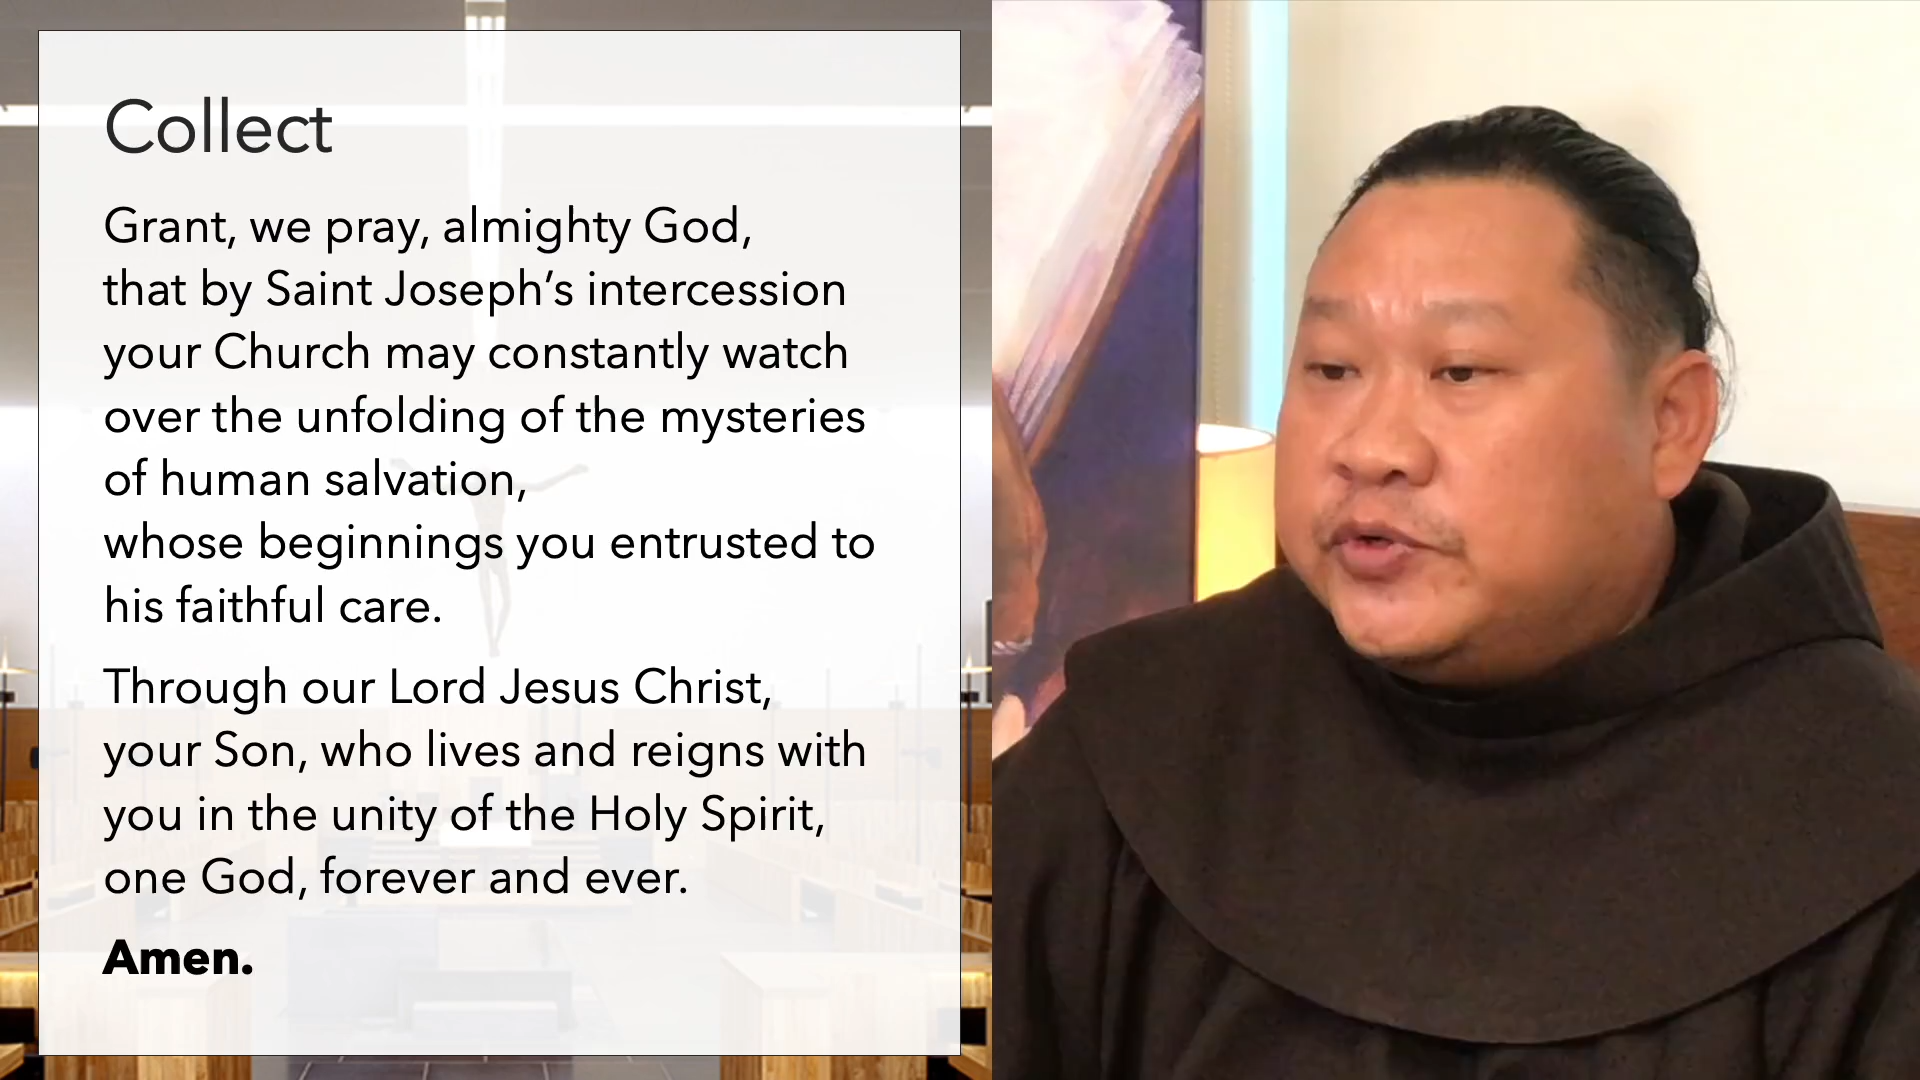 Collect
Grant, we pray, almighty God,
that by Saint Joseph’s intercession
your Church may constantly watch
over the unfolding of the mysteries
of human salvation,
whose beginnings you entrusted to
his faithful care.
Through our Lord Jesus Christ,
your Son, who lives and reigns with
you in the unity of the Holy Spirit,
one God, forever and ever.
Amen.